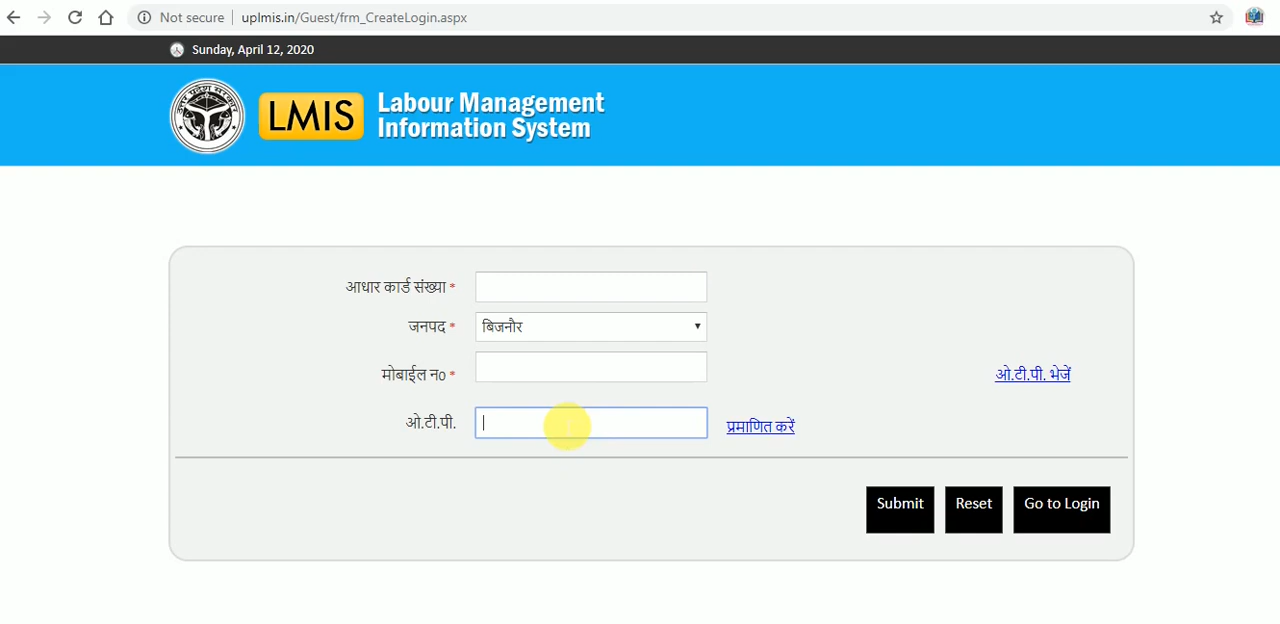 Not secure
uplmis.in/Guest/frm_CreateLogin.aspx
Sunday, April 12, 2020
LMIS
Labour Management
Information System
आधार कार्ड संख्या *
जनपद * बिजनौर
मोबाईल न० * ओ.टी.पी. भेजें
ओ.टी.पी. प्रमाणित करें
Submit Reset Go to Login